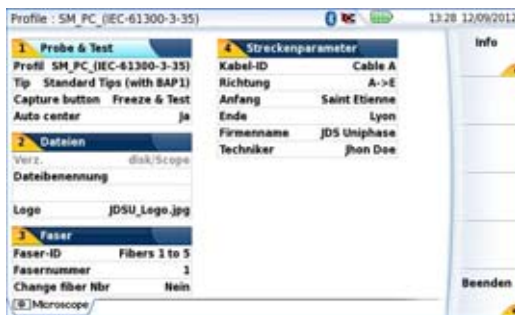 Profile : SM_PC_(IEC-61300-3-35)
13:28 12/09/2012
1 Probe & Test
Profil SM_PC_(IEC-61300-3-35)
Tip Standard Tips (with BAP1)
Capture button Freeze & Test
Auto center Ja
2 Dateien
Verz. disk/Scope
Dateibenennung
Logo JDSU_Logo.jpg
3 Faser
Faser-ID Fibers 1 to 5
Fasernummer 1
Change fiber Nbr Nein
Microscope
4 Streckenparameter
Kabel-ID Cable A
Richtung A->E
Anfang Saint Etienne
Ende Lyon
Firmenname JDS Uniphase
Techniker Jhon Doe
Info
Beenden